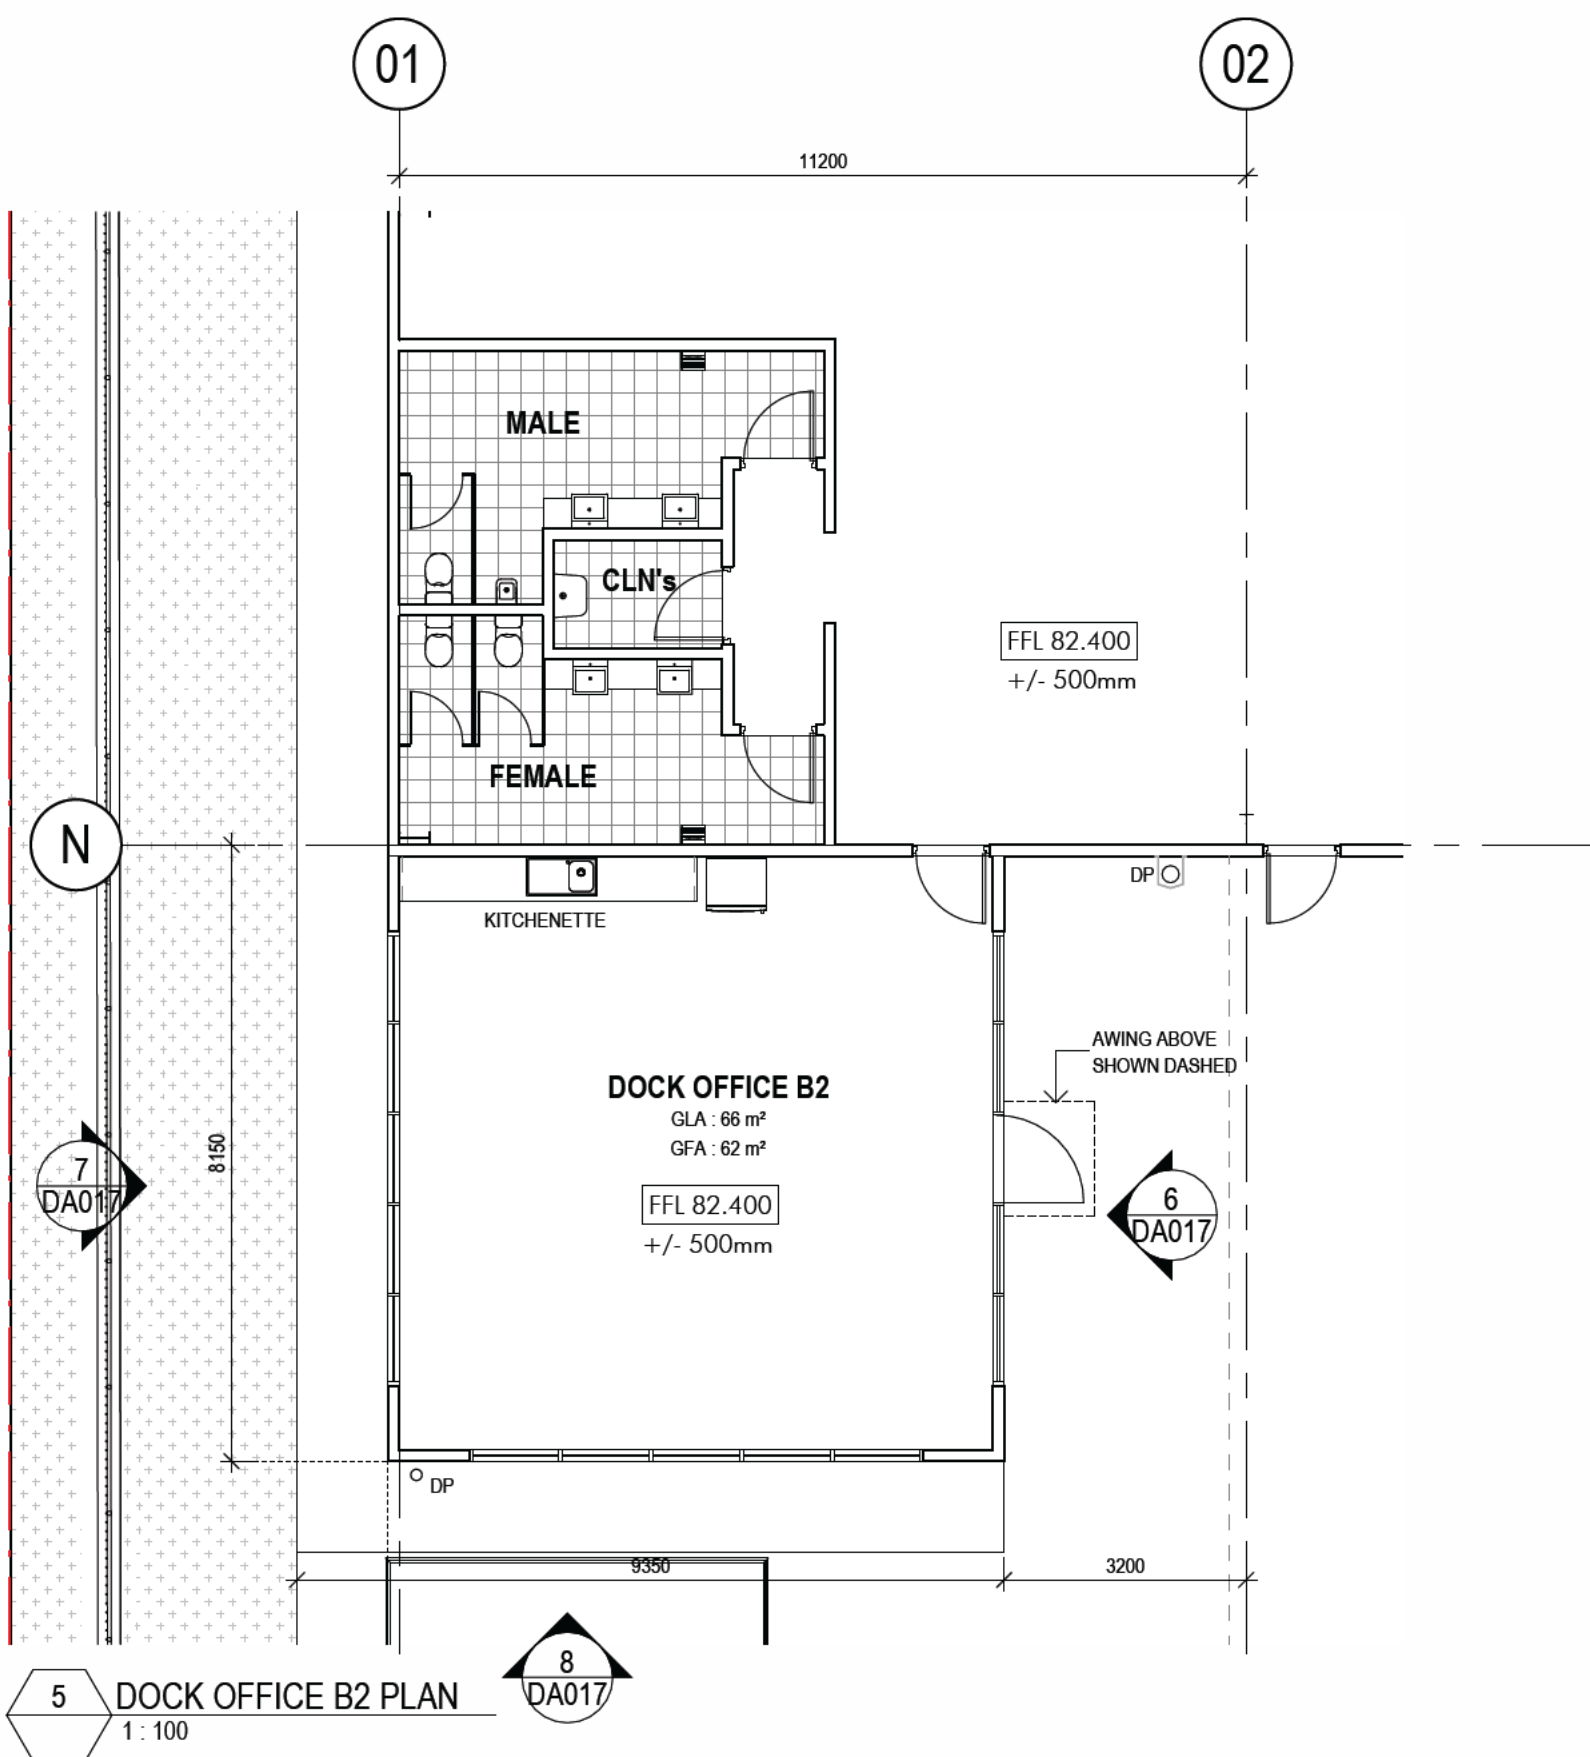 01
02
11200
MALE
CLN's
FFL 82.400
+/- 500mm
FEMALE
N
DP
KITCHENETTE
AWING ABOVE
SHOWN DASHED
DOCK OFFICE B2
GLA : 66 m²
GFA : 62 m²
8150
7
DA017
FFL 82.400
+/- 500mm
6
DA017
DP
9350
3200
8
DA017
5
DOCK OFFICE B2 PLAN
1 : 100